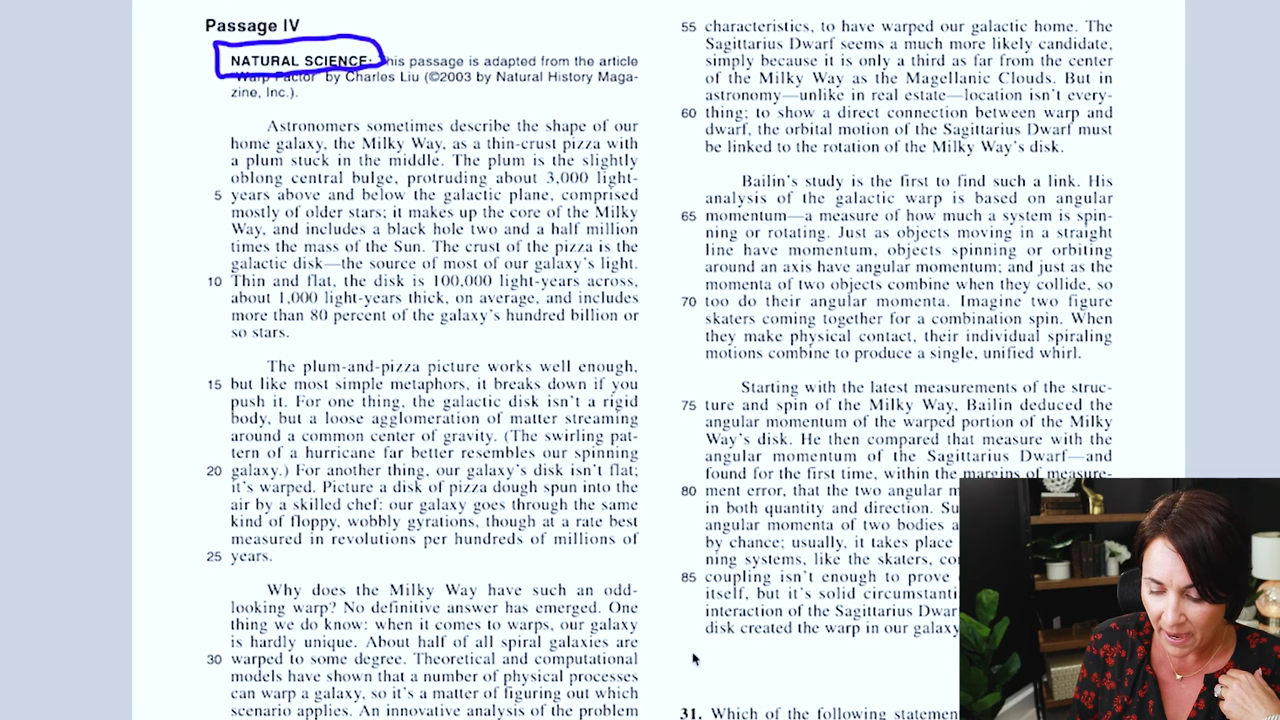 Passage IV
NATURAL SCIENCE: This passage is adapted from the article
"Warp Factor" by Charles Liu (©2003 by Natural History Maga-
zine, Inc.).
Astronomers sometimes describe the shape of our
home galaxy, the Milky Way, as a thin-crust pizza with
a plum stuck in the middle. The plum is the slightly
oblong central bulge, protruding about 3,000 light-
5 years above and below the galactic plane, comprised
mostly of older stars; it makes up the core of the Milky
Way, and includes a black hole two and a half million
times the mass of the Sun. The crust of the pizza is the
galactic disk—the source of most of our galaxy's light.
10 Thin and flat, the disk is 100,000 light-years across,
about 1,000 light-years thick, on average, and includes
more than 80 percent of the galaxy's hundred billion or
so stars.
The plum-and-pizza picture works well enough,
15 but like most simple metaphors, it breaks down if you
push it. For one thing, the galactic disk isn't a rigid
body, but a loose agglomeration of matter streaming
around a common center of gravity. (The swirling pat-
tern of a hurricane far better resembles our spinning
20 galaxy.) For another thing, our galaxy's disk isn't flat;
it's warped. Picture a disk of pizza dough spun into the
air by a skilled chef: our galaxy goes through the same
kind of floppy, wobbly gyrations, though at a rate best
measured in revolutions per hundreds of millions of
25 years.
Why does the Milky Way have such an odd-
looking warp? No definitive answer has emerged. One
thing we do know: when it comes to warps, our galaxy
is hardly unique. About half of all spiral galaxies are
30 warped to some degree. Theoretical and computational
models have shown that a number of physical processes
can warp a galaxy, so it's a matter of figuring out which
scenario applies. An innovative analysis of the problem
55 characteristics, to have warped our galactic home. The
Sagittarius Dwarf seems a much more likely candidate,
simply because it is only a third as far from the center
of the Milky Way as the Magellanic Clouds. But in
astronomy—unlike in real estate—location isn't every-
60 thing; to show a direct connection between warp and
dwarf, the orbital motion of the Sagittarius Dwarf must
be linked to the rotation of the Milky Way's disk.
Bailin's study is the first to find such a link. His
analysis of the galactic warp is based on angular
65 momentum—a measure of how much a system is spin-
ning or rotating. Just as objects moving in a straight
line have momentum, objects spinning or orbiting
around an axis have angular momentum; and just as the
momenta of two objects combine when they collide, so
70 too do their angular momenta. Imagine two figure
skaters coming together for a combination spin. When
they make physical contact, their individual spiraling
motions combine to produce a single, unified whirl.
Starting with the latest measurements of the struc-
75 ture and spin of the Milky Way, Bailin deduced the
angular momentum of the warped portion of the Milky
Way's disk. He then compared that measure with the
angular momentum of the Sagittarius Dwarf—and
found for the first time, within the margins of measure-
80 ment error, that the two angular m
in both quantity and direction. Su
angular momenta of two bodies a
by chance; usually, it takes place
ning systems, like the skaters, co
85 coupling isn't enough to prove
itself, but it's solid circumstanti
interaction of the Sagittarius Dwar
disk created the warp in our galaxy
31. Which of the following statemen